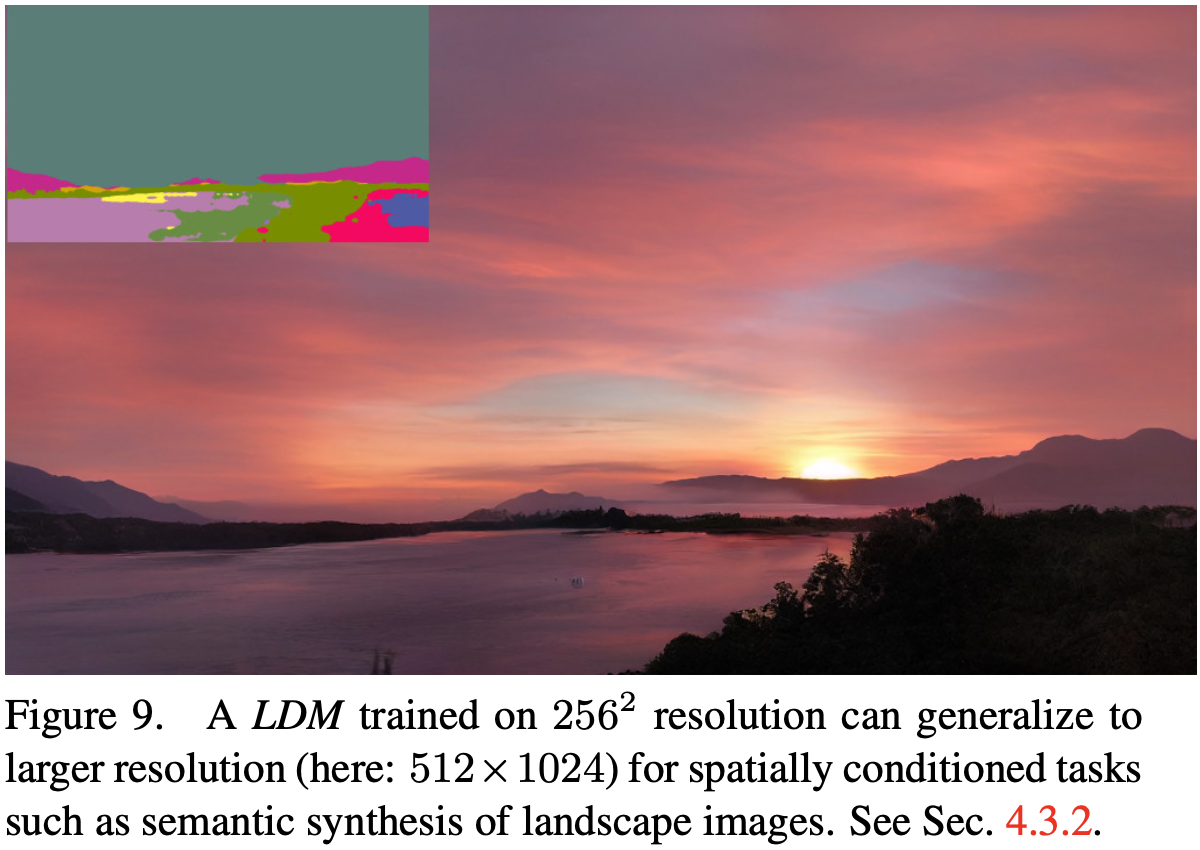 Figure 9. A LDM trained on 256² resolution can generalize to
larger resolution (here: 512×1024) for spatially conditioned tasks
such as semantic synthesis of landscape images. See Sec. 4.3.2.